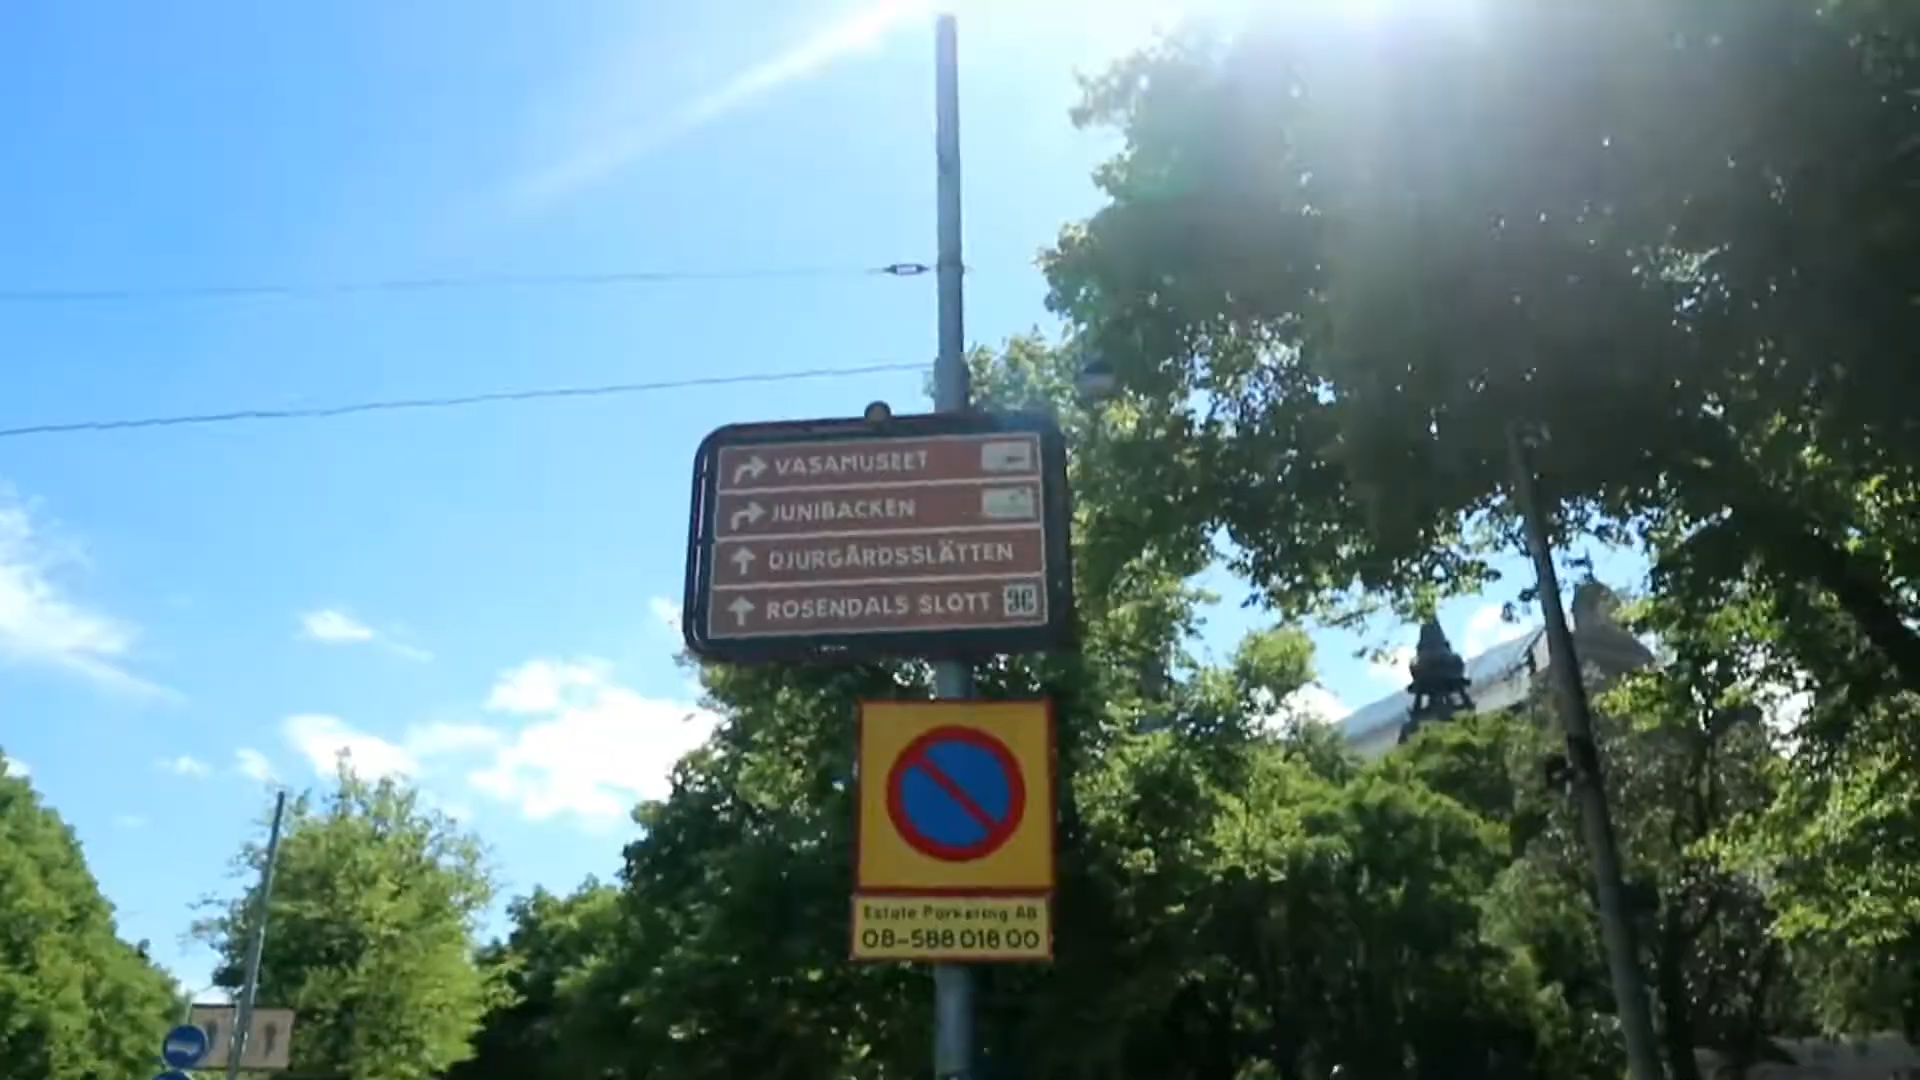 VASAMUSEET
JUNIBACKEN
DJURGÅRDSSLÄTTEN
ROSENDALS SLOTT
Estate Parkering AB
08-588 018 00